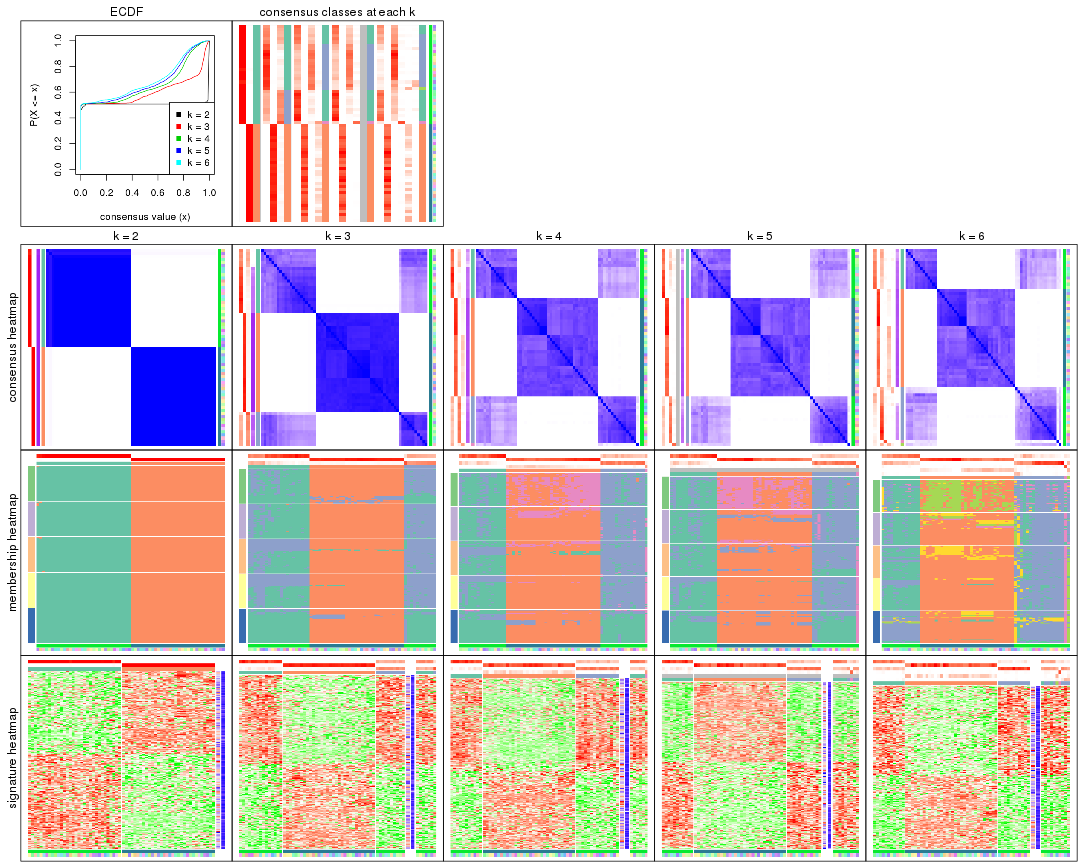 ECDF
consensus classes at each k
P(X <= x)
0.0 0.2 0.4 0.6 0.8 1.0
k = 2
k = 3
k = 4
k = 5
k = 6
0.0 0.2 0.4 0.6 0.8 1.0
consensus value (x)
k = 2
k = 3
k = 4
k = 5
k = 6
consensus heatmap
membership heatmap
signature heatmap